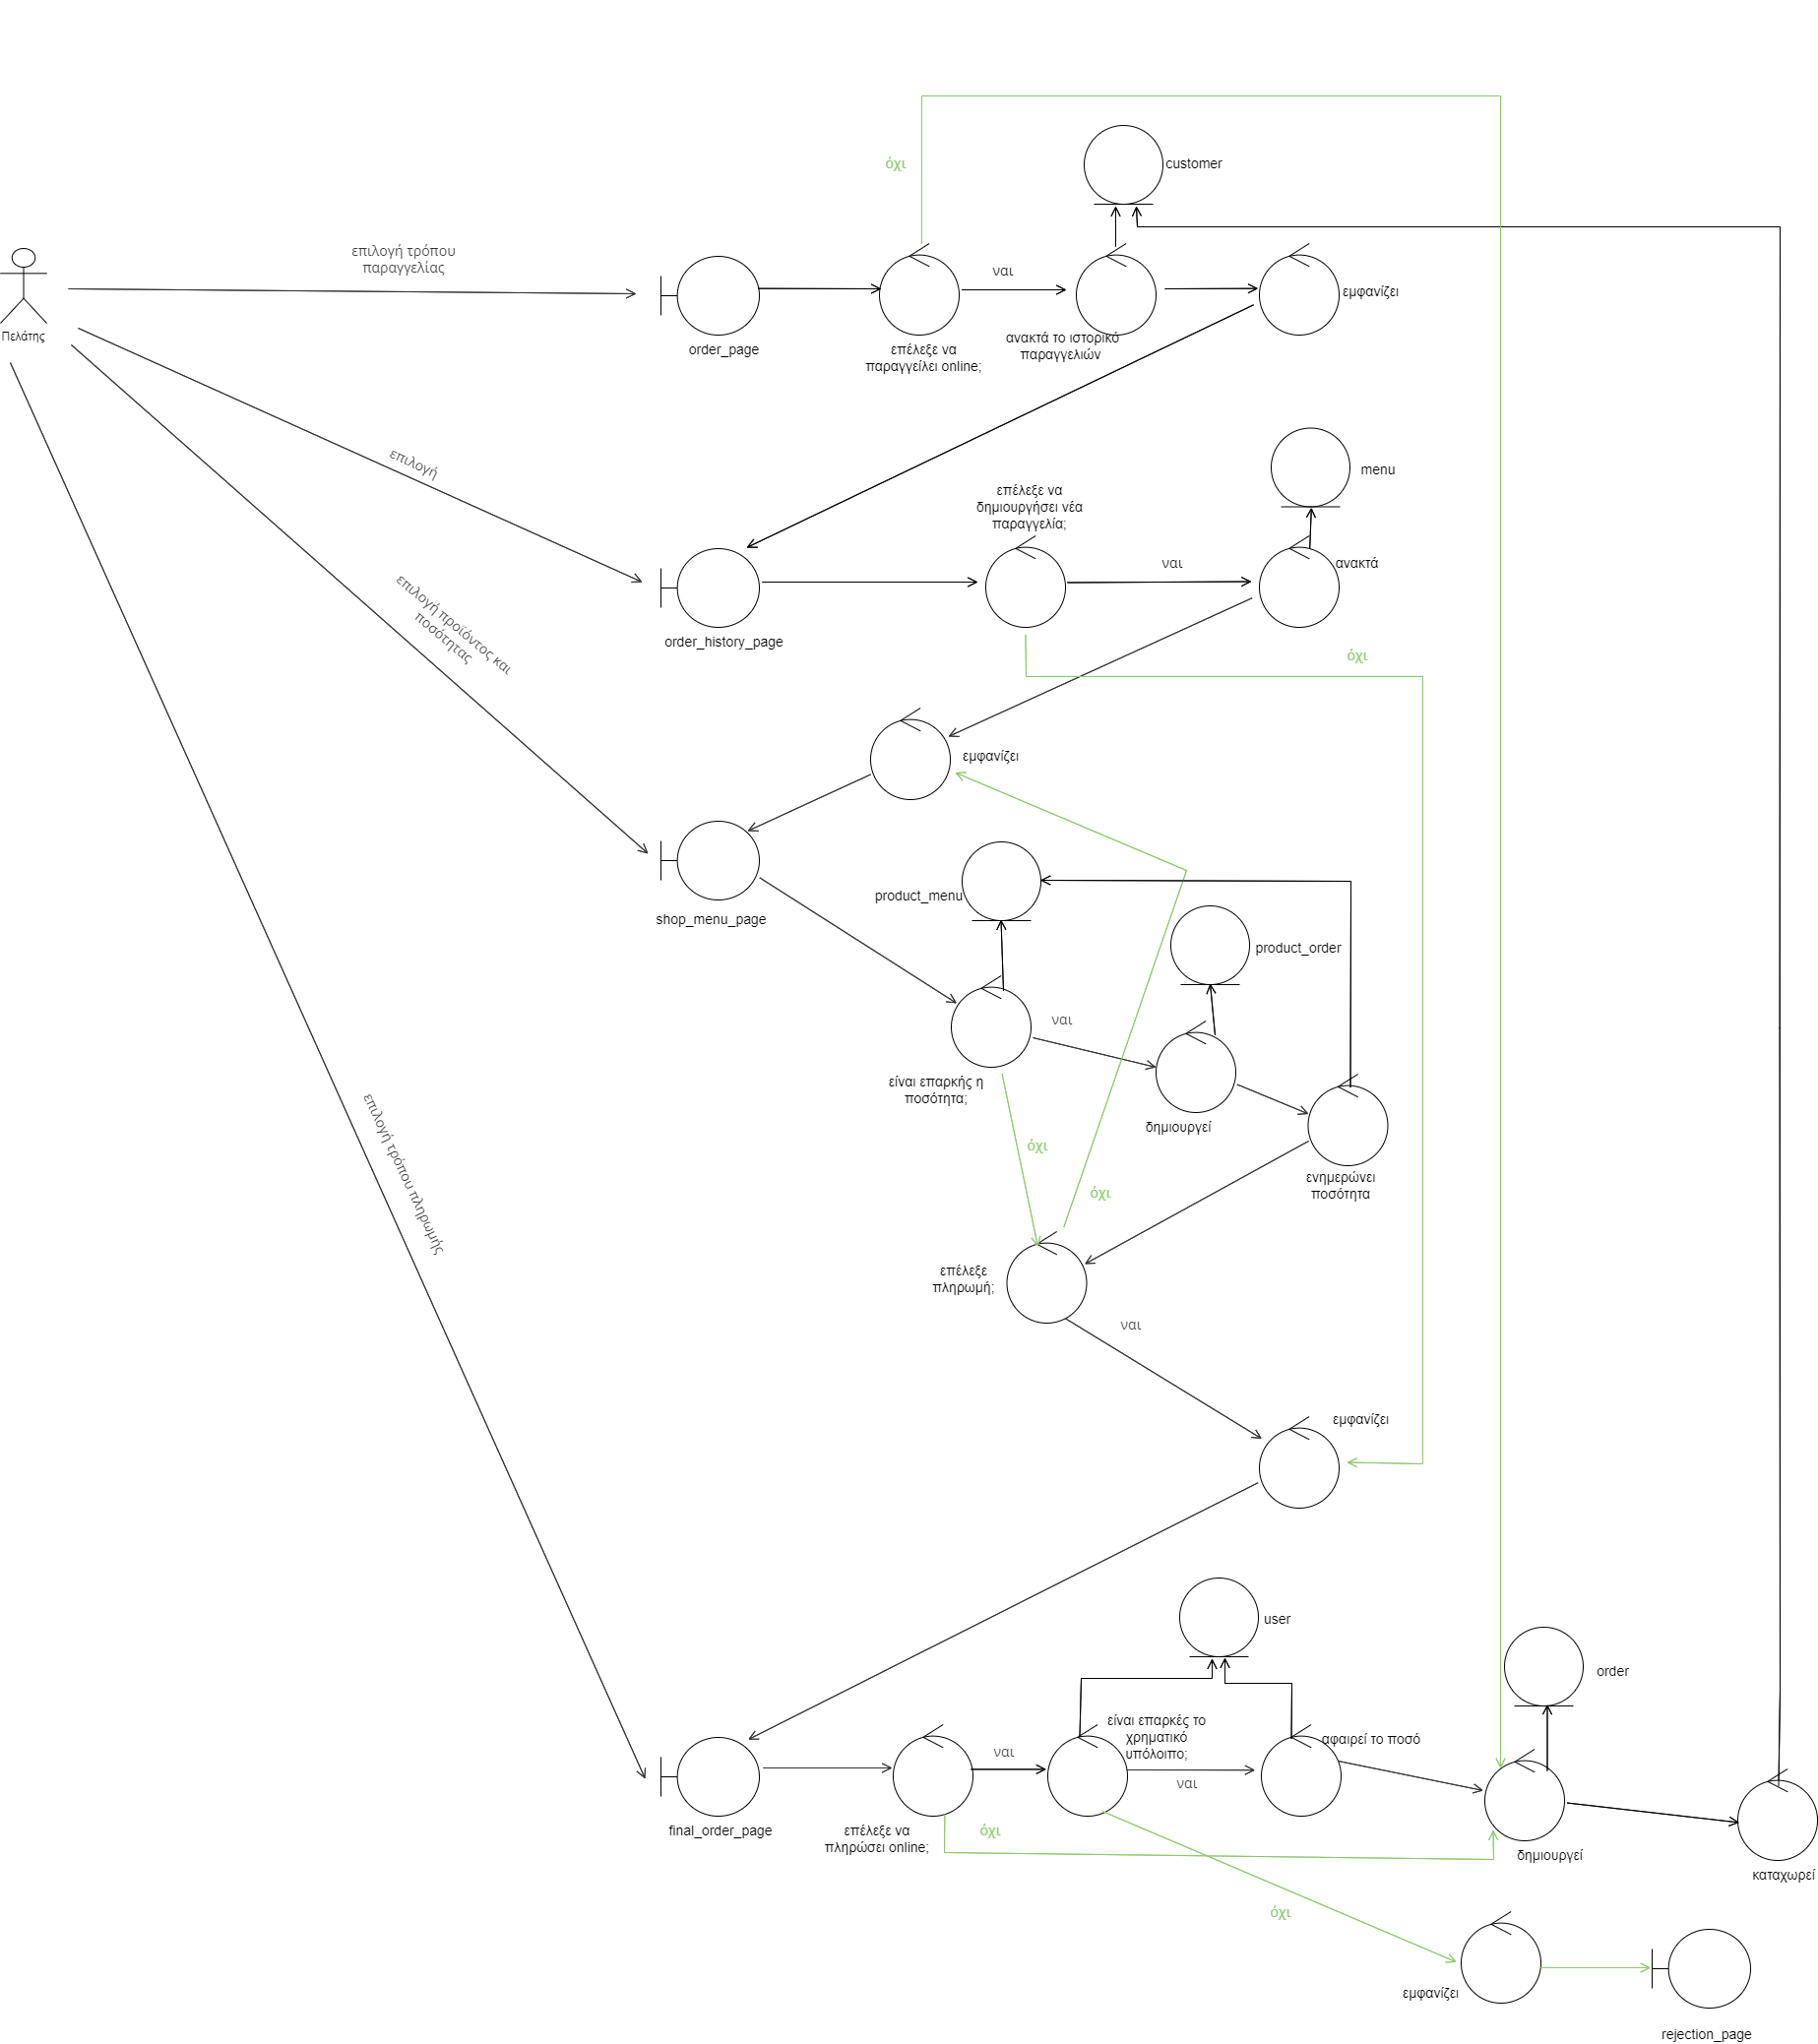 όχι
customer
επιλογή τρόπου
παραγγελίας
ναι
εμφανίζει
Πελάτης
order_page
επέλεξε να
παραγγείλει online;
ανακτά το ιστορικό
παραγγελιών
επιλογή
menu
επέλεξε να
δημιουργήσει νέα
παραγγελία;
ναι
ανακτά
επιλογή προϊόντος και
ποσότητας
order_history_page
όχι
εμφανίζει
shop_menu_page
product_menu
product_order
ναι
είναι επαρκής η
ποσότητα;
δημιουργεί
επιλογή τρόπου πληρωμής
όχι
όχι
ενημερώνει
ποσότητα
επέλεξε
πληρωμή;
ναι
εμφανίζει
user
order
είναι επαρκές το
χρηματικό
υπόλοιπο;
αφαιρεί το ποσό
ναι
ναι
final_order_page
επέλεξε να
πληρώσει online;
όχι
δημιουργεί
καταχωρεί
όχι
εμφανίζει
rejection_page